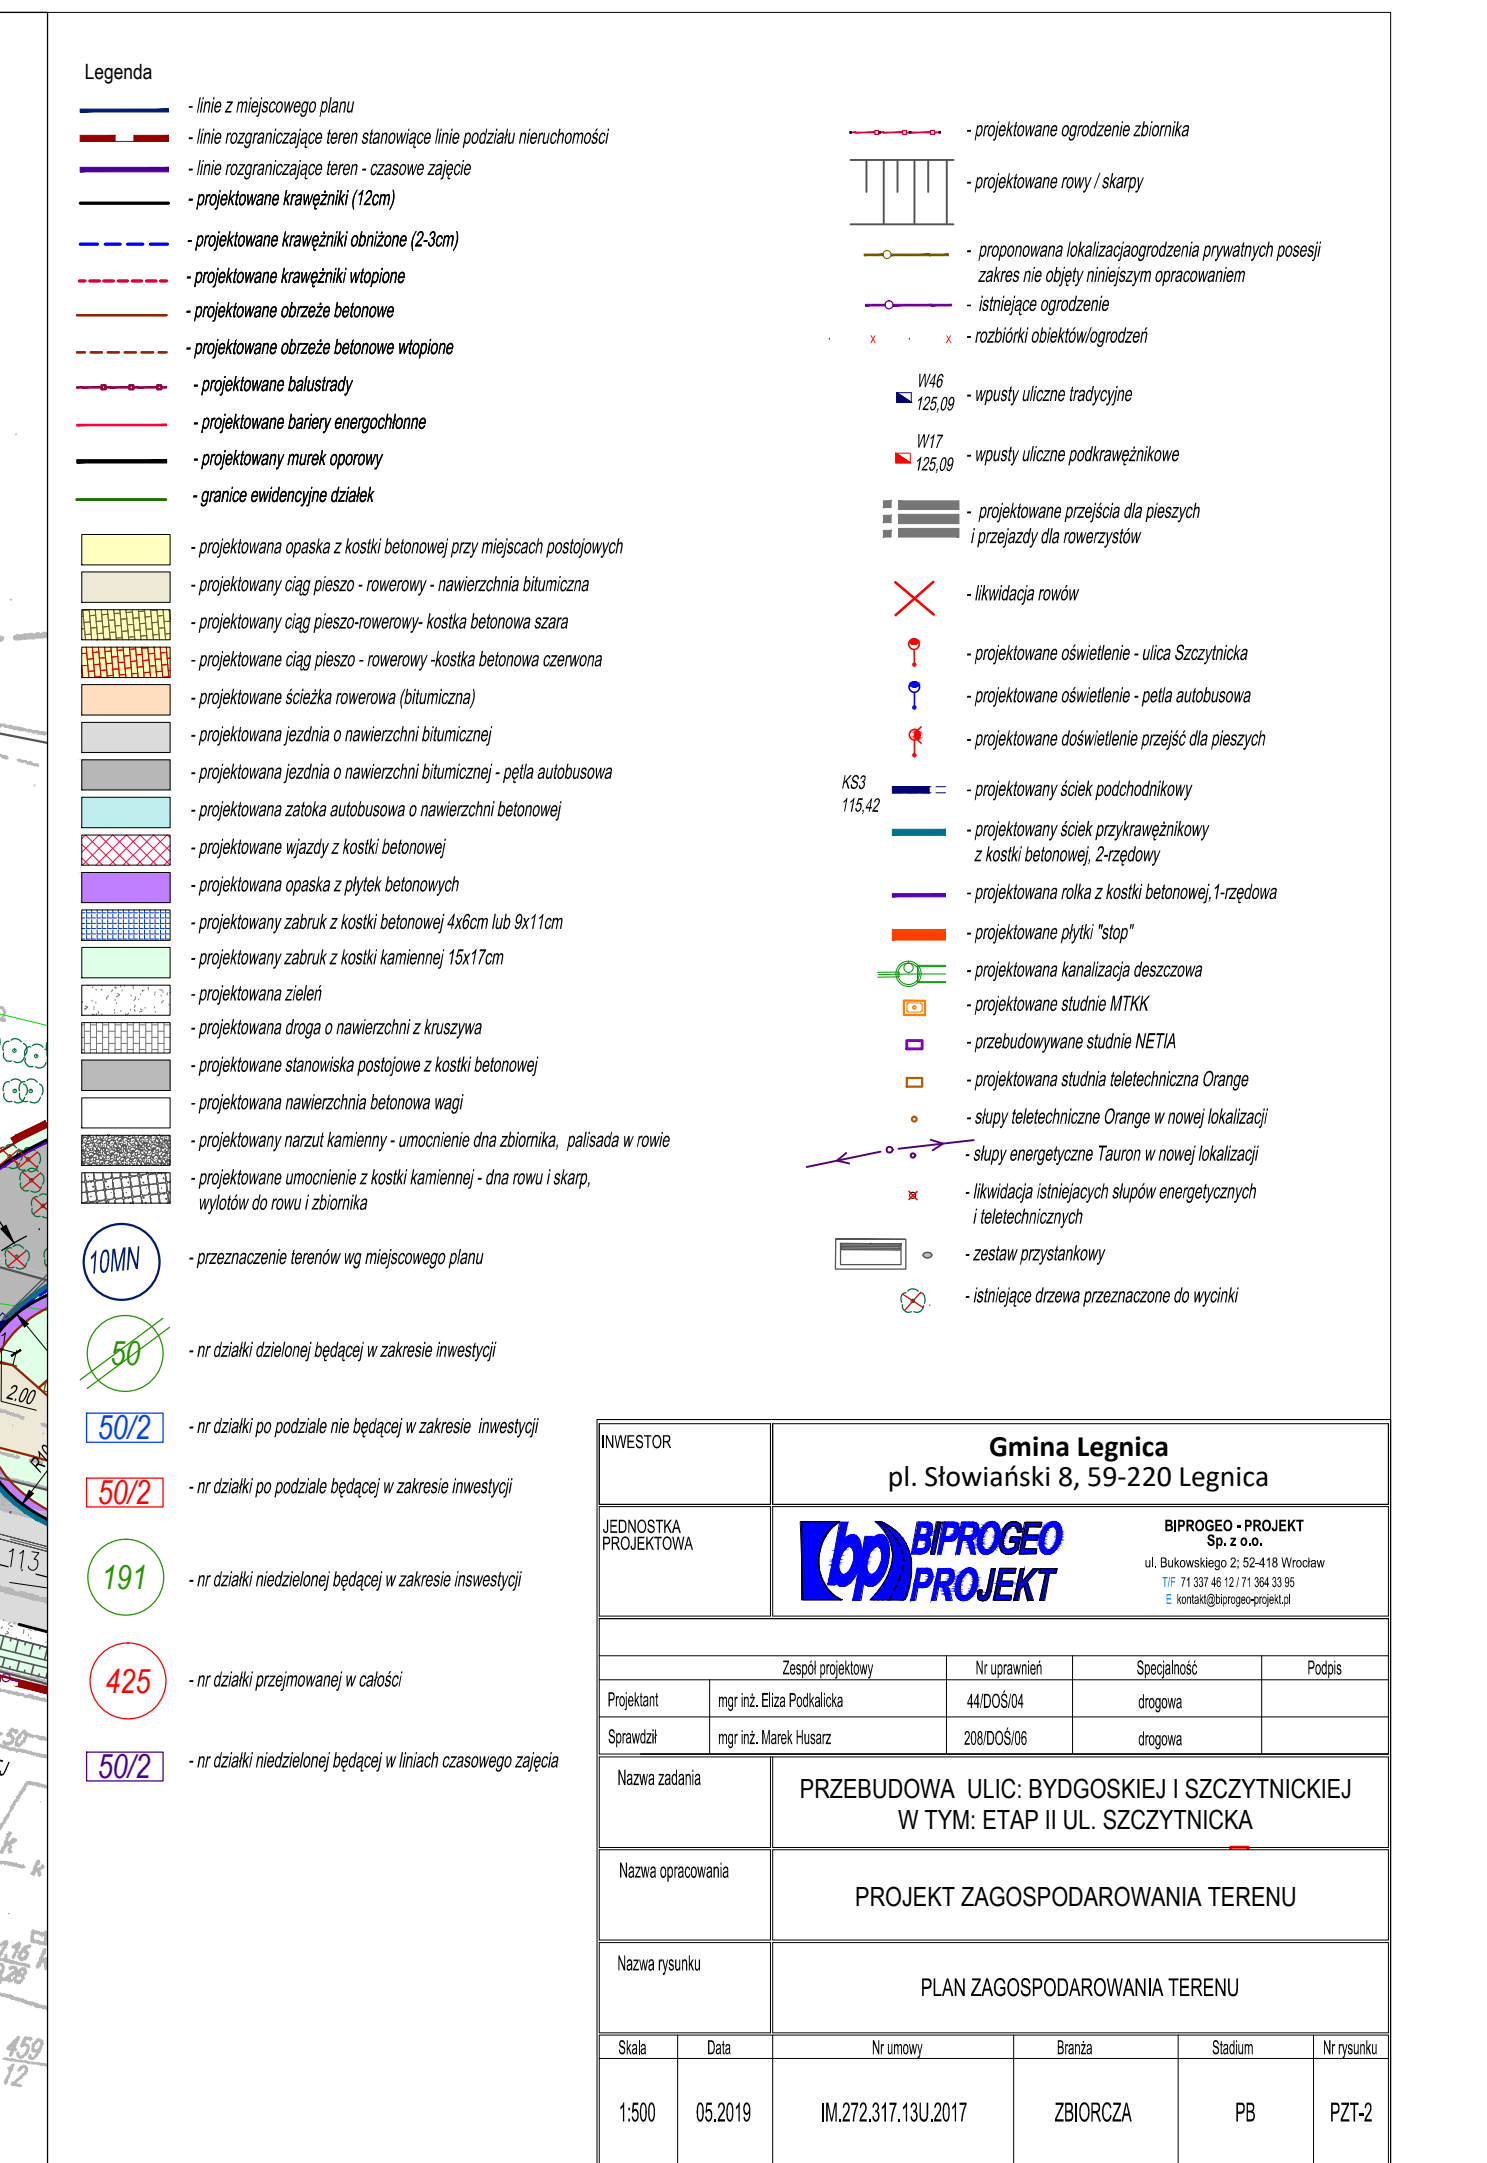 Legenda
- linie z miejscowego planu
- linie rozgraniczające teren stanowiące linie podziału nieruchomości
- linie rozgraniczające teren - czasowe zajęcie
- projektowane krawężniki (12cm)
- projektowane krawężniki obniżone (2-3cm)
- projektowane krawężniki wtopione
- projektowane obrzeże betonowe
- projektowane obrzeże betonowe wtopione
- projektowane balustrady
- projektowane bariery energochłonne
- projektowany murek oporowy
- granice ewidencyjne działek
- projektowana opaska z kostki betonowej przy miejscach postojowych
- projektowany ciąg pieszo - rowerowy - nawierzchnia bitumiczna
- projektowany ciąg pieszo-rowerowy- kostka betonowa szara
- projektowane ciąg pieszo - rowerowy -kostka betonowa czerwona
- projektowane ścieżka rowerowa (bitumiczna)
- projektowana jezdnia o nawierzchni bitumicznej
- projektowana jezdnia o nawierzchni bitumicznej - pętla autobusowa
- projektowana zatoka autobusowa o nawierzchni betonowej
- projektowane wjazdy z kostki betonowej
- projektowana opaska z płytek betonowych
- projektowany zabruk z kostki betonowej 4x6cm lub 9x11cm
- projektowany zabruk z kostki kamiennej 15x17cm
- projektowana zieleń
- projektowana droga o nawierzchni z kruszywa
- projektowane stanowiska postojowe z kostki betonowej
- projektowana nawierzchnia betonowa wagi
- projektowany narzut kamienny - umocnienie dna zbiornika, palisada w rowie
- projektowane umocnienie z kostki kamiennej - dna rowu i skarp,
wylotów do rowu i zbiornika
10MN
- przeznaczenie terenów wg miejscowego planu
50
- nr działki dzielonej będącej w zakresie inwestycji
50/2
- nr działki po podziale nie będącej w zakresie inwestycji
50/2
- nr działki po podziale będącej w zakresie inwestycji
191
- nr działki niedzielonej będącej w zakresie inswestycji
425
- nr działki przejmowanej w całości
50/2
- nr działki niedzielonej będącej w liniach czasowego zajęcia
- projektowane ogrodzenie zbiornika
- projektowane rowy / skarpy
- proponowana lokalizacjaogrodzenia prywatnych posesji
zakres nie objęty niniejszym opracowaniem
- istniejące ogrodzenie
x x
- rozbiórki obiektów/ogrodzeń
W46
125,09
- wpusty uliczne tradycyjne
W17
125,09
- wpusty uliczne podkrawężnikowe
- projektowane przejścia dla pieszych
i przejazdy dla rowerzystów
- likwidacja rowów
- projektowane oświetlenie - ulica Szczytnicka
- projektowane oświetlenie - petla autobusowa
- projektowane doświetlenie przejść dla pieszych
KS3
115,42
- projektowany ściek podchodnikowy
- projektowany ściek przykrawężnikowy
z kostki betonowej, 2-rzędowy
- projektowana rolka z kostki betonowej,1-rzędowa
- projektowane płytki "stop"
- projektowana kanalizacja deszczowa
- projektowane studnie MTKK
- przebudowywane studnie NETIA
- projektowana studnia teletechniczna Orange
- słupy teletechniczne Orange w nowej lokalizacji
- słupy energetyczne Tauron w nowej lokalizacji
- likwidacja istniejacych słupów energetycznych
i teletechnicznych
- zestaw przystankowy
- istniejące drzewa przeznaczone do wycinki
2.00
113
50
k
k
459
12
INWESTOR
Gmina Legnica
pl. Słowiański 8, 59-220 Legnica
JEDNOSTKA
PROJEKTOWA
bp BIPROGEO
PROJEKT
BIPROGEO - PROJEKT
Sp. z o.o.
ul. Bukowskiego 2; 52-418 Wrocław
T/F 71 337 46 12 / 71 364 33 95
E kontakt@biprogeo-projekt.pl
Zespół projektowy Nr uprawnień Specjalność Podpis
Projektant mgr inż. Eliza Podkalicka 44/DOŚ/04 drogowa
Sprawdził mgr inż. Marek Husarz 208/DOŚ/06 drogowa
Nazwa zadania
PRZEBUDOWA ULIC: BYDGOSKIEJ I SZCZYTNICKIEJ
W TYM: ETAP II UL. SZCZYTNICKA
Nazwa opracowania
PROJEKT ZAGOSPODAROWANIA TERENU
Nazwa rysunku
PLAN ZAGOSPODAROWANIA TERENU
Skala Data Nr umowy Branża Stadium Nr rysunku
1:500 05.2019 IM.272.317.13U.2017 ZBIORCZA PB PZT-2